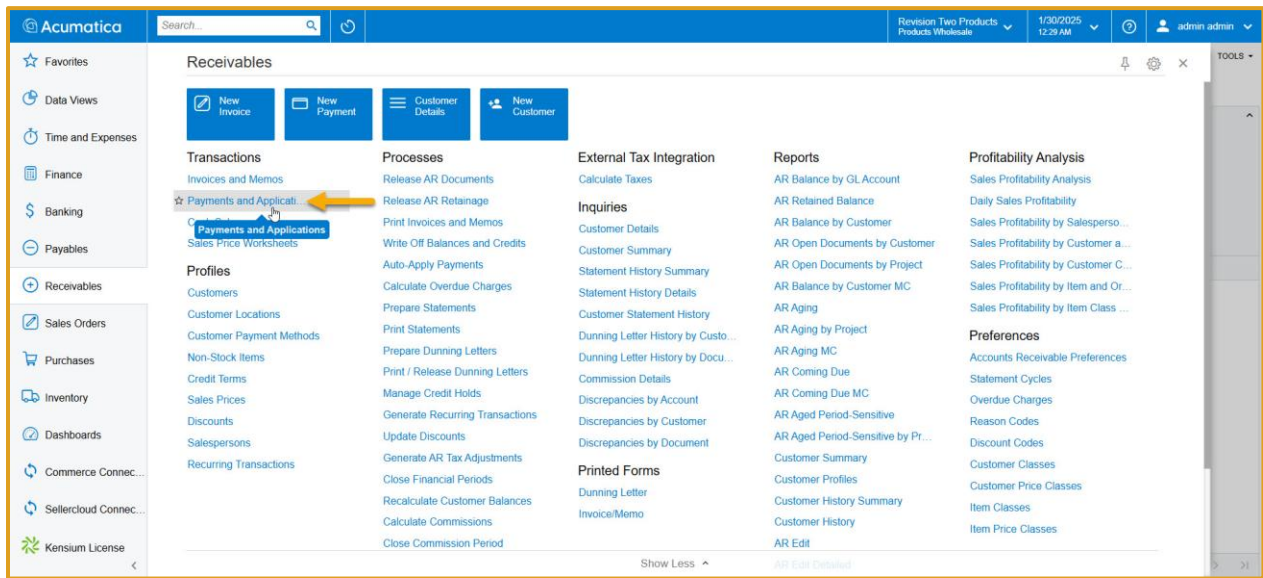 Acumatica
Search...
Revision Two Products
Products Wholesale
1/30/2025
12:29 AM
admin admin
TOOLS
Favorites
Data Views
Time and Expenses
Finance
Banking
Payables
Receivables
Sales Orders
Purchases
Inventory
Dashboards
Commerce Connec...
Sellercloud Connec...
Kensium License
Receivables
New
Invoice
New
Payment
Customer
Details
New
Customer
Transactions
Invoices and Memos
Payments and Applicati...
Payments and Applications
Sales Price Worksheets
Profiles
Customers
Customer Locations
Customer Payment Methods
Non-Stock Items
Credit Terms
Sales Prices
Discounts
Salespersons
Recurring Transactions
Processes
Release AR Documents
Release AR Retainage
Print Invoices and Memos
Write Off Balances and Credits
Auto-Apply Payments
Calculate Overdue Charges
Prepare Statements
Print Statements
Prepare Dunning Letters
Print / Release Dunning Letters
Manage Credit Holds
Generate Recurring Transactions
Update Discounts
Generate AR Tax Adjustments
Close Financial Periods
Recalculate Customer Balances
Calculate Commissions
Close Commission Period
External Tax Integration
Calculate Taxes
Inquiries
Customer Details
Customer Summary
Statement History Summary
Statement History Details
Customer Statement History
Dunning Letter History by Custo...
Dunning Letter History by Docu...
Commission Details
Discrepancies by Account
Discrepancies by Customer
Discrepancies by Document
Printed Forms
Dunning Letter
Invoice/Memo
Reports
AR Balance by GL Account
AR Retained Balance
AR Balance by Customer
AR Open Documents by Customer
AR Open Documents by Project
AR Balance by Customer MC
AR Aging
AR Aging by Project
AR Aging MC
AR Coming Due
AR Coming Due MC
AR Aged Period-Sensitive
AR Aged Period-Sensitive by Pr...
Customer Summary
Customer Profiles
Customer History Summary
Customer History
AR Edit
AR Edit Detailed
Profitability Analysis
Sales Profitability Analysis
Daily Sales Profitability
Sales Profitability by Salesperso...
Sales Profitability by Customer a...
Sales Profitability by Customer C...
Sales Profitability by Item and Or...
Sales Profitability by Item Class ...
Preferences
Accounts Receivable Preferences
Statement Cycles
Overdue Charges
Reason Codes
Discount Codes
Customer Classes
Customer Price Classes
Item Classes
Item Price Classes
Show Less